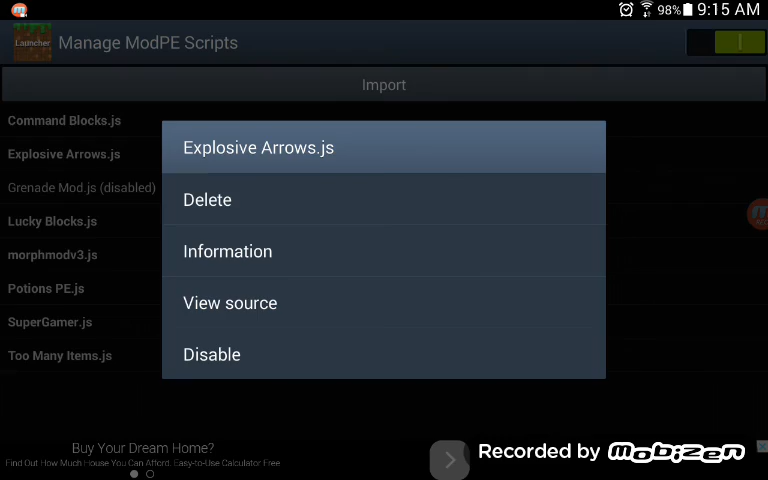 98% 9:15 AM
Launcher
Manage ModPE Scripts
Import
Command Blocks.js
Explosive Arrows.js
Grenade Mod.js (disabled)
Lucky Blocks.js
morphmodv3.js
Potions PE.js
SuperGamer.js
Too Many Items.js
Explosive Arrows.js
Delete
Information
View source
Disable
REC
Buy Your Dream Home?
Find Out How Much House You Can Afford. Easy-to-Use Calculator Free
Recorded by Mobizen